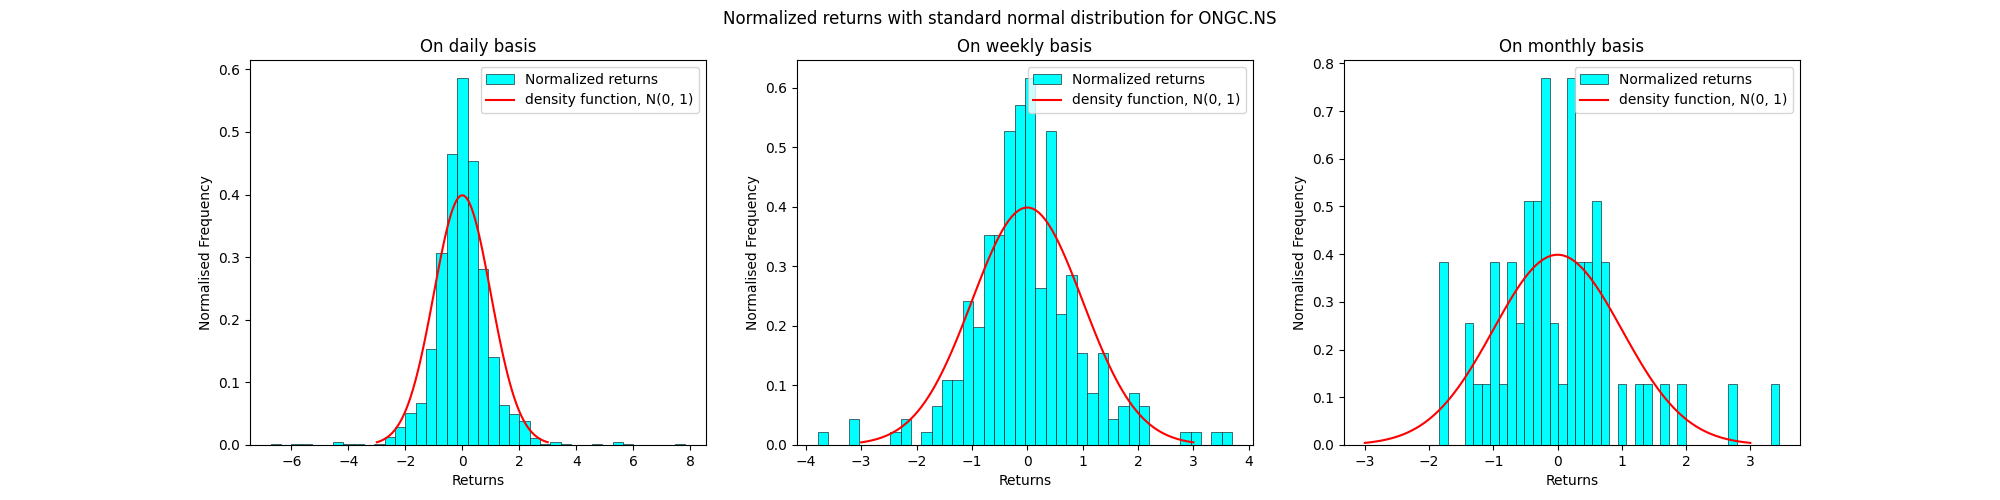 Normalized returns with standard normal distribution for ONGC.NS
On daily basis
Normalized returns
density function, N(0, 1)
Normalised Frequency
0.6
0.5
0.4
0.3
0.2
0.1
0.0
−6
−4
−2
0
2
4
6
8
Returns
On weekly basis
Normalized returns
density function, N(0, 1)
Normalised Frequency
0.6
0.5
0.4
0.3
0.2
0.1
0.0
−4
−3
−2
−1
0
1
2
3
4
Returns
On monthly basis
Normalized returns
density function, N(0, 1)
Normalised Frequency
0.8
0.7
0.6
0.5
0.4
0.3
0.2
0.1
0.0
−3
−2
−1
0
1
2
3
Returns